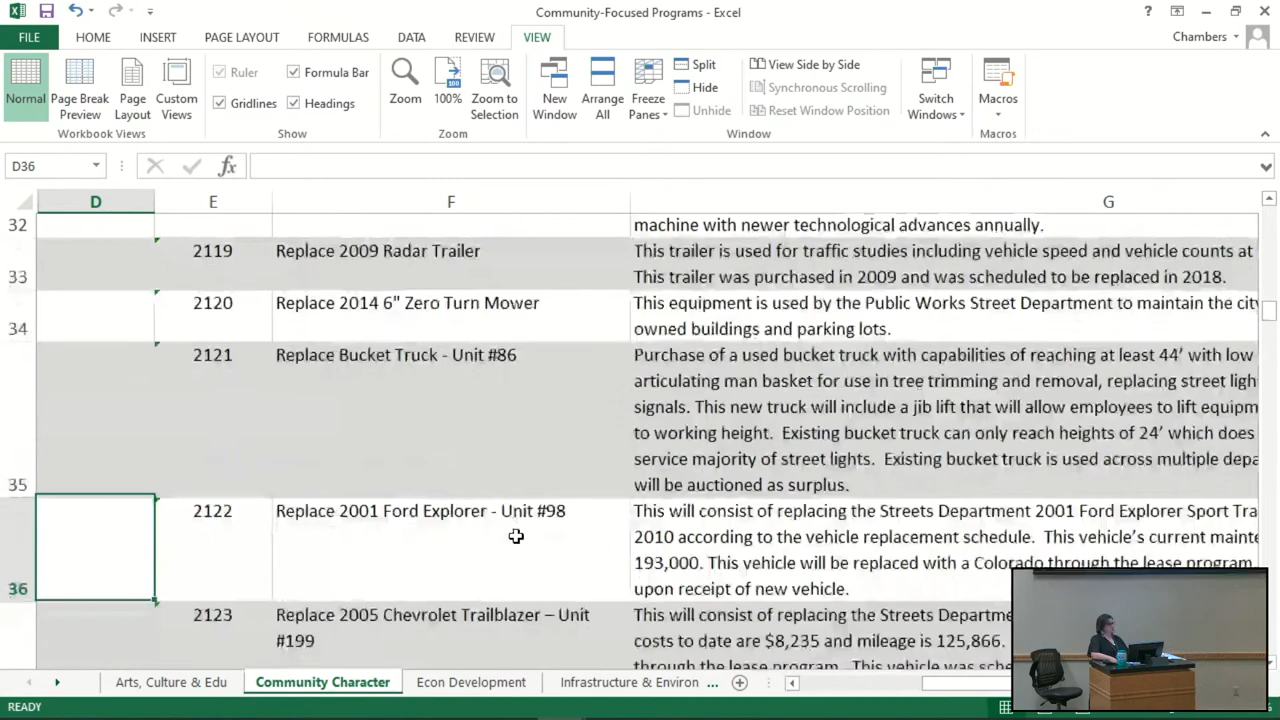 Community-Focused Programs - Excel
FILE HOME INSERT PAGE LAYOUT FORMULAS DATA REVIEW VIEW Chambers
Normal Page Break Preview Page Layout Custom Views
Workbook Views
Ruler Formula Bar
Gridlines Headings
Show
Zoom 100% Zoom to Selection
Zoom
New Window Arrange All Freeze Panes
Split
Hide
Unhide
View Side by Side
Synchronous Scrolling
Reset Window Position
Window
Switch Windows
Macros
Macros
D36 fx
D E F G
32 machine with newer technological advances annually.
2119 Replace 2009 Radar Trailer This trailer is used for traffic studies including vehicle speed and vehicle counts at
33 This trailer was purchased in 2009 and was scheduled to be replaced in 2018.
2120 Replace 2014 6" Zero Turn Mower This equipment is used by the Public Works Street Department to maintain the city
34 owned buildings and parking lots.
2121 Replace Bucket Truck - Unit #86 Purchase of a used bucket truck with capabilities of reaching at least 44’ with low
articulating man basket for use in tree trimming and removal, replacing street ligh
signals. This new truck will include a jib lift that will allow employees to lift equipm
to working height. Existing bucket truck can only reach heights of 24’ which does
service majority of street lights. Existing bucket truck is used across multiple depa
35 will be auctioned as surplus.
2122 Replace 2001 Ford Explorer - Unit #98 This will consist of replacing the Streets Department 2001 Ford Explorer Sport Tra
2010 according to the vehicle replacement schedule. This vehicle’s current mainte
193,000. This vehicle will be replaced with a Colorado through the lease program
36 upon receipt of new vehicle.
2123 Replace 2005 Chevrolet Trailblazer – Unit This will consist of replacing the Streets Departm
#199 costs to date are $8,235 and mileage is 125,866.
through the lease program. This vehicle was sche
Arts, Culture & Edu Community Character Econ Development Infrastructure & Environ ...
READY